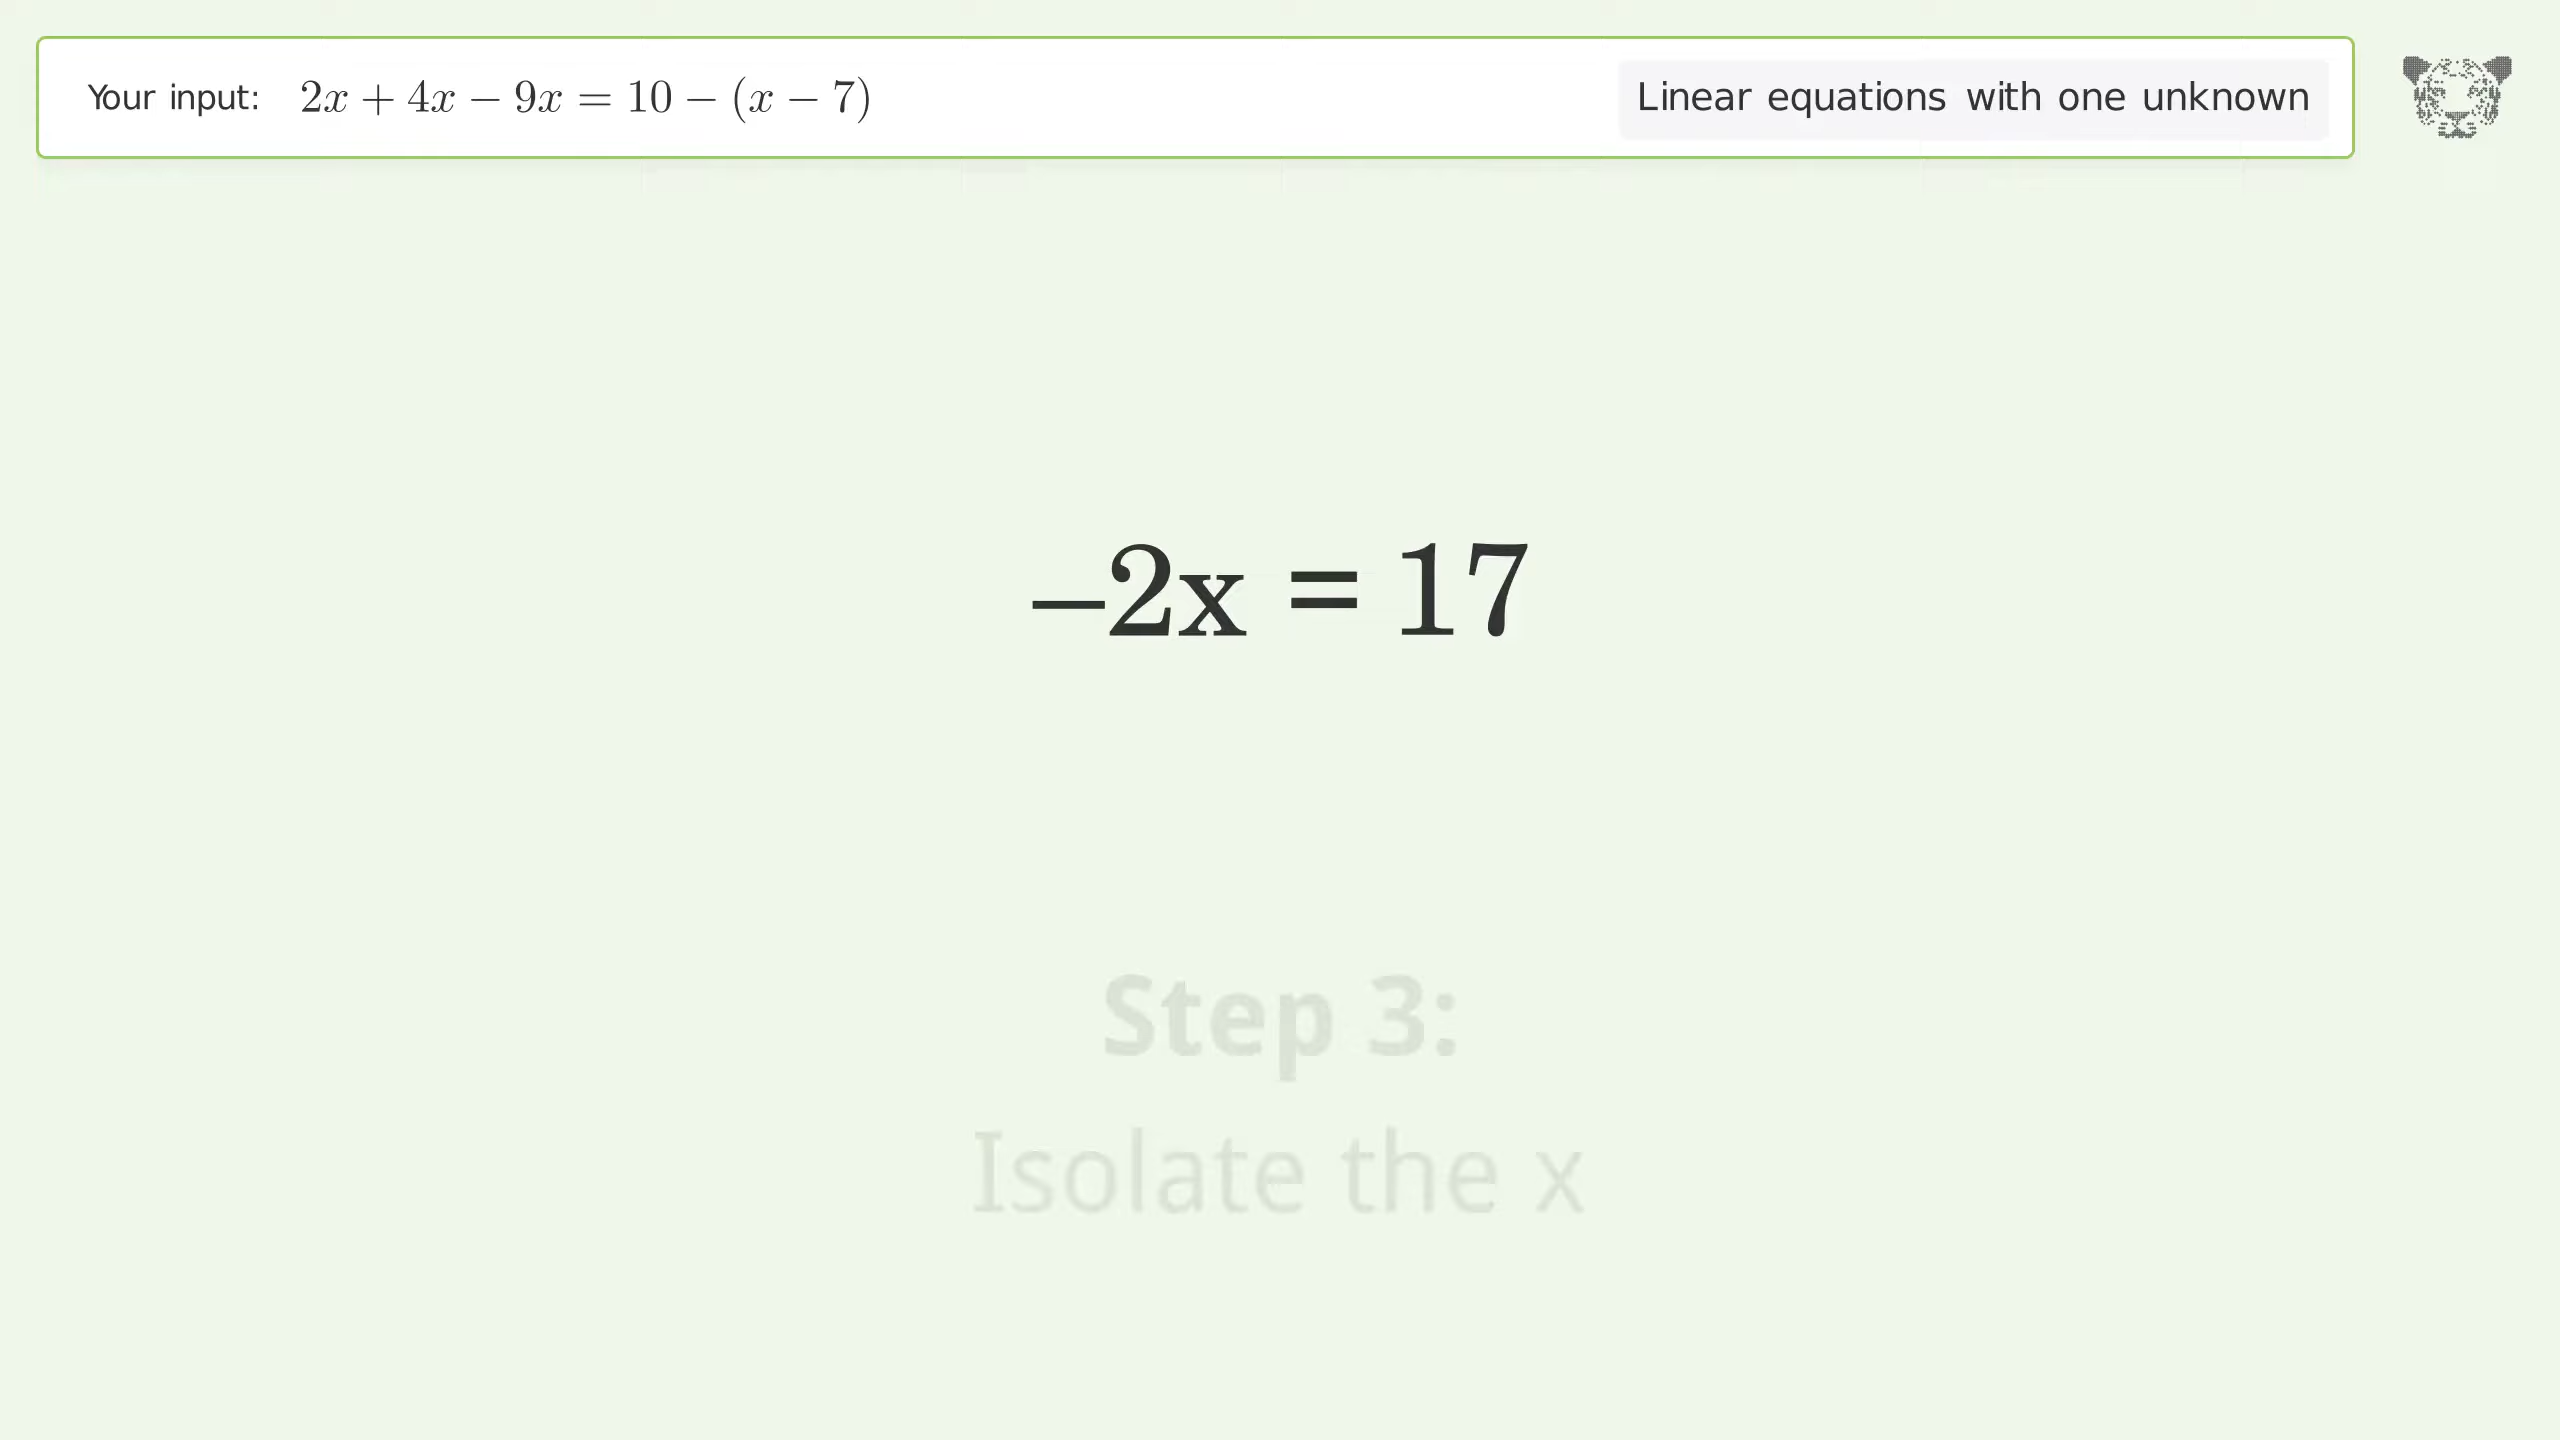 Your input: 2x + 4x − 9x = 10 − (x − 7)
Linear equations with one unknown
−2x = 17
Step 3:
Isolate the x